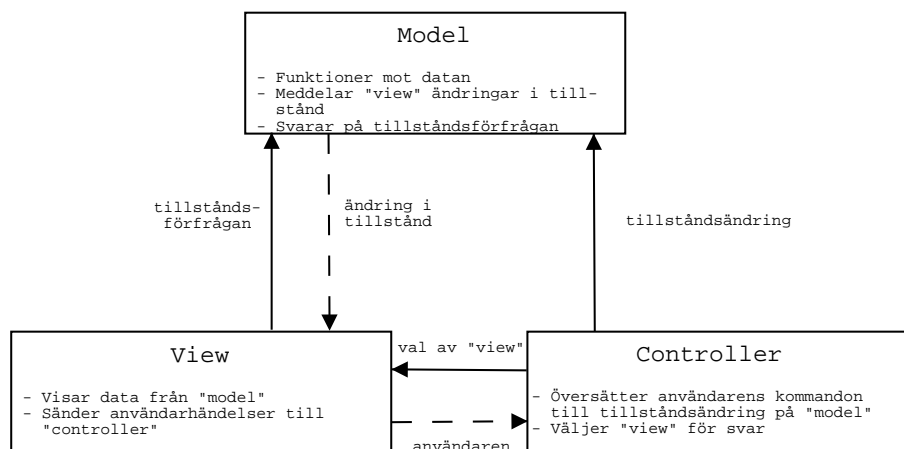 Model
- Funktioner mot datan
- Meddelar "view" ändringar i till-
stånd
- Svarar på tillståndsförfrågan
tillstånds-
förfrågan
ändring i
tillstånd
tillståndsändring
View
- Visar data från "model"
- Sänder användarhändelser till
"controller"
val av "view"
användaren
Controller
- Översätter användarens kommandon
till tillståndsändring på "model"
- Väljer "view" för svar